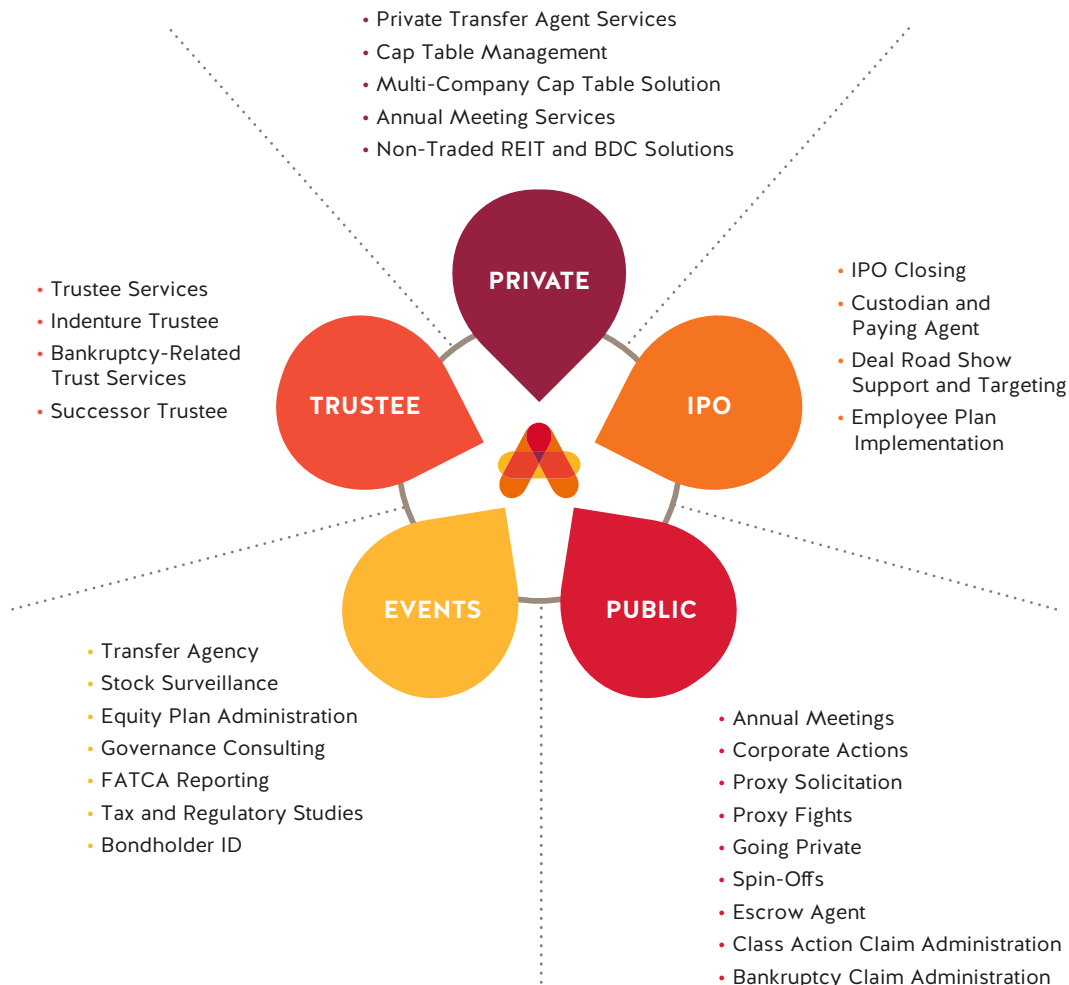 • Private Transfer Agent Services
• Cap Table Management
• Multi-Company Cap Table Solution
• Annual Meeting Services
• Non-Traded REIT and BDC Solutions
PRIVATE
• Trustee Services
• Indenture Trustee
• Bankruptcy-Related
Trust Services
• Successor Trustee
TRUSTEE
IPO
• IPO Closing
• Custodian and
Paying Agent
• Deal Road Show
Support and Targeting
• Employee Plan
Implementation
EVENTS
PUBLIC
• Transfer Agency
• Stock Surveillance
• Equity Plan Administration
• Governance Consulting
• FATCA Reporting
• Tax and Regulatory Studies
• Bondholder ID
• Annual Meetings
• Corporate Actions
• Proxy Solicitation
• Proxy Fights
• Going Private
• Spin-Offs
• Escrow Agent
• Class Action Claim Administration
• Bankruptcy Claim Administration